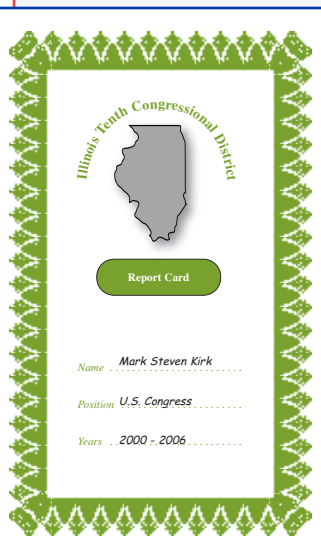 Illinois Tenth Congressional District
Report Card
Name Mark Steven Kirk
Position U.S. Congress
Years 2000 - 2006